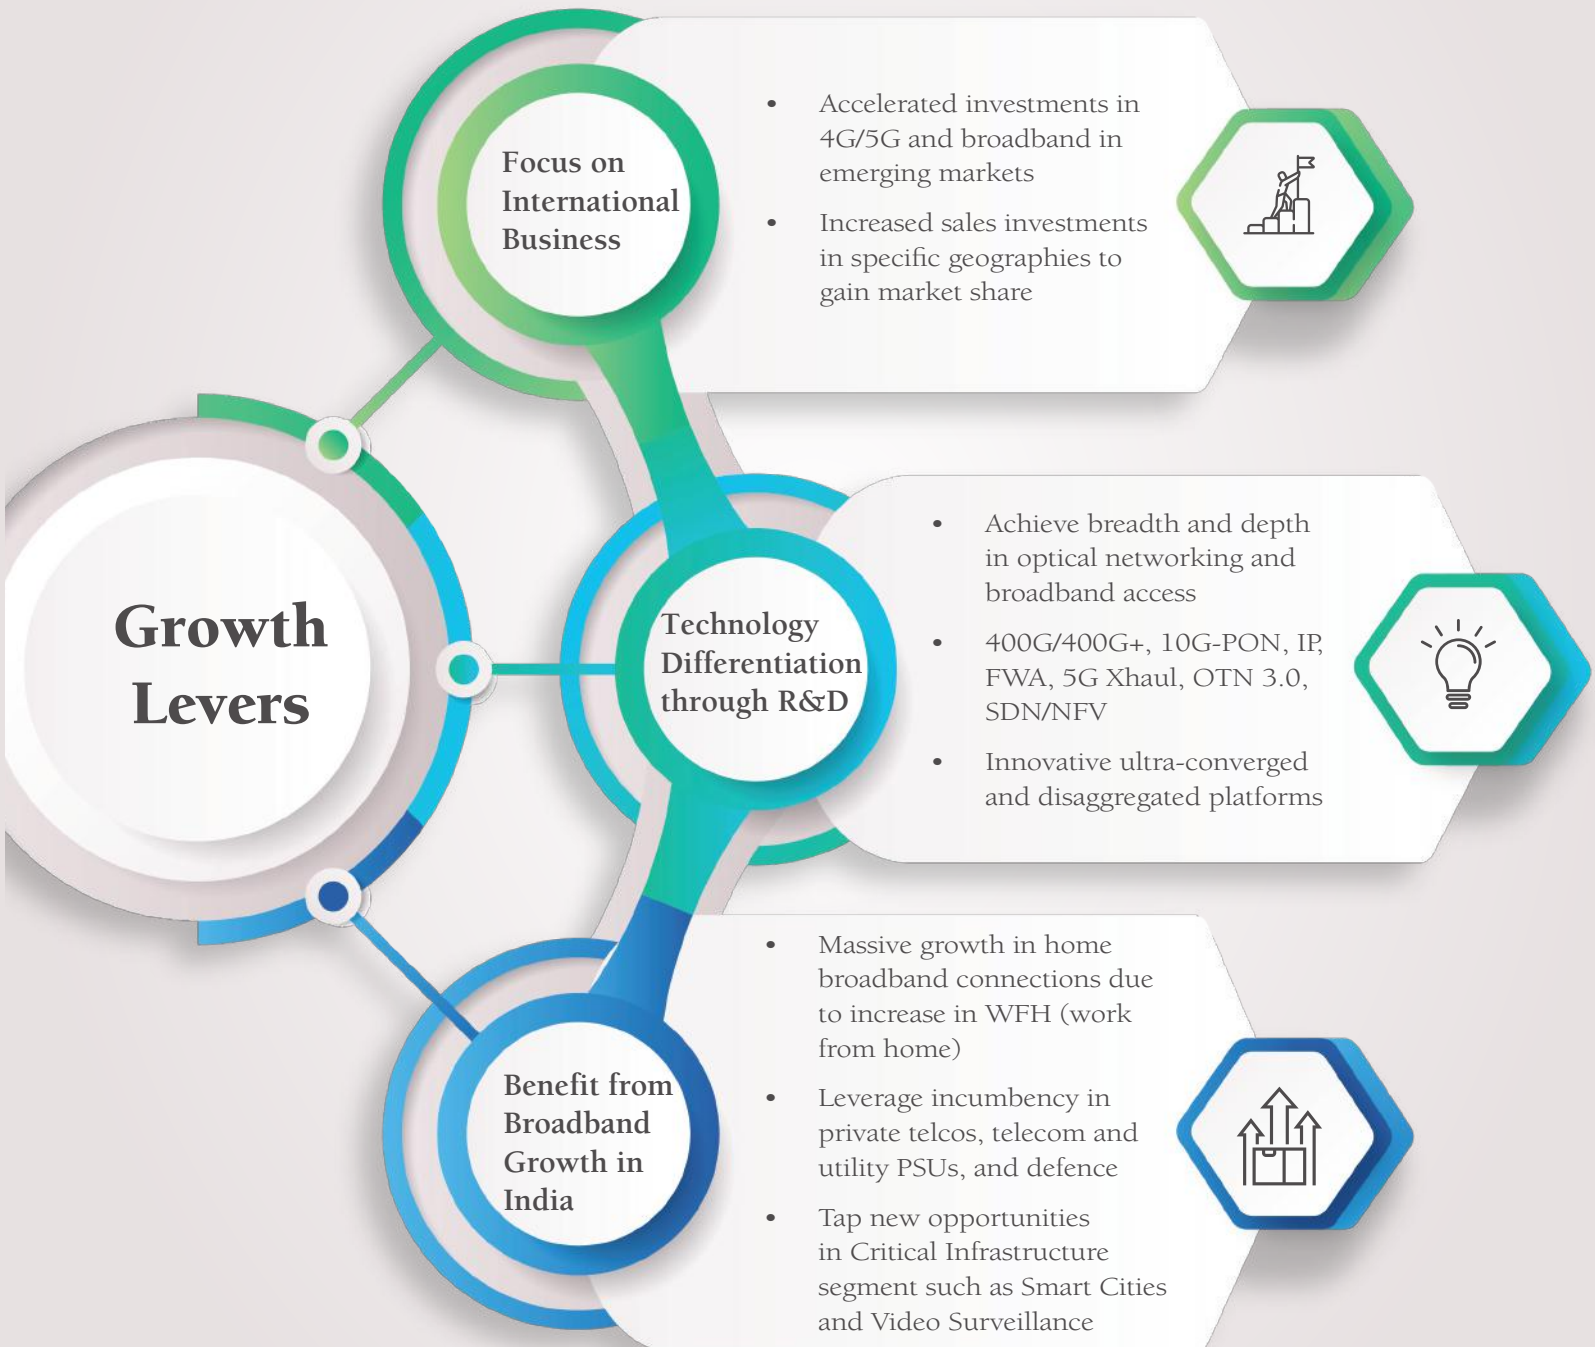 Growth
Levers
Focus on
International
Business
• Accelerated investments in
4G/5G and broadband in
emerging markets
• Increased sales investments
in specific geographies to
gain market share
Technology
Differentiation
through R&D
• Achieve breadth and depth
in optical networking and
broadband access
• 400G/400G+, 10G-PON, IP,
FWA, 5G Xhaul, OTN 3.0,
SDN/NFV
• Innovative ultra-converged
and disaggregated platforms
Benefit from
Broadband
Growth in
India
• Massive growth in home
broadband connections due
to increase in WFH (work
from home)
• Leverage incumbency in
private telcos, telecom and
utility PSUs, and defence
• Tap new opportunities
in Critical Infrastructure
segment such as Smart Cities
and Video Surveillance